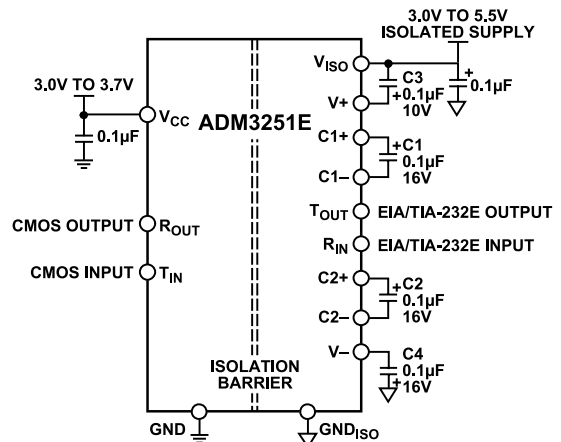 3.0V TO 5.5V
ISOLATED SUPPLY
3.0V TO 3.7V
0.1µF
VCC
ADM3251E
VISO
V+
C3
+0.1µF
10V
+
0.1µF
C1+
C1–
+C1
0.1µF
16V
CMOS OUTPUT
ROUT
TOUT
EIA/TIA-232E OUTPUT
RIN
EIA/TIA-232E INPUT
CMOS INPUT
TIN
C2+
C2–
+C2
0.1µF
16V
V–
C4
0.1µF
+16V
ISOLATION
BARRIER
GND
GNDISO